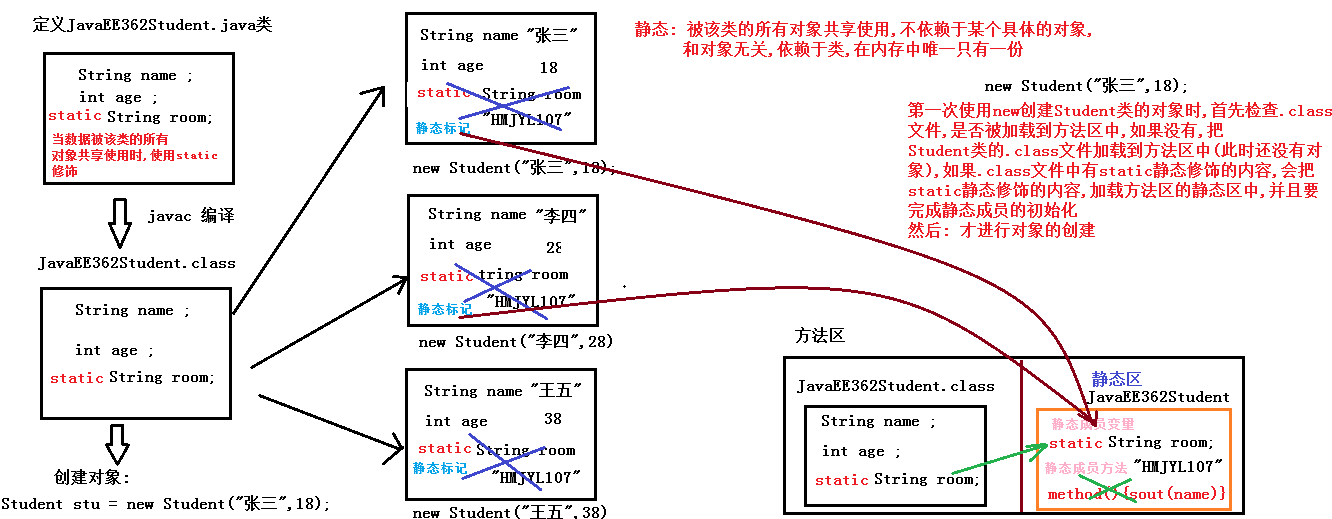 定义JavaEE362Student.java类
String name ;
int age ;
static String room;
当数据被该类的所有
对象共享使用时,使用static
修饰
javac 编译
JavaEE362Student.class
String name ;
int age ;
static String room;
创建对象:
Student stu = new Student("张三",18);
String name "张三"
int age 18
static String room
"HMJYL107"
静态标记
new Student("张三",18);
String name "李四"
int age 28
static tring room
"HMJYL107"
静态标记
new Student("李四",28)
String name "王五"
int age 38
static String room
静态标记
"HMJYL107"
new Student("王五",38)
静态: 被该类的所有对象共享使用,不依赖于某个具体的对象,
和对象无关,依赖于类,在内存中唯一只有一份
new Student("张三",18);
第一次使用new创建Student类的对象时,首先检查.class
文件,是否被加载到方法区中,如果没有,把
Student类的.class文件加载到方法区中(此时还没有对
象),如果.class文件中有static静态修饰的内容,会把
static静态修饰的内容,加载方法区的静态区中,并且要
完成静态成员的初始化
然后: 才进行对象的创建
方法区
JavaEE362Student.class
String name ;
int age ;
static String room;
静态区
JavaEE362Student
静态成员变量
static String room;
静态成员方法 "HMJYL107"
method(){sout(name)}